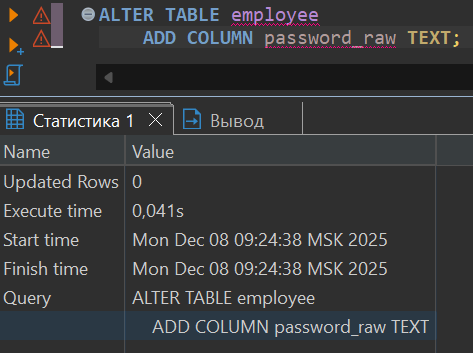 ALTER TABLE employee
ADD COLUMN password_raw TEXT;
Статистика 1
Вывод
Name Value
Updated Rows 0
Execute time 0,041s
Start time Mon Dec 08 09:24:38 MSK 2025
Finish time Mon Dec 08 09:24:38 MSK 2025
Query ALTER TABLE employee
ADD COLUMN password_raw TEXT